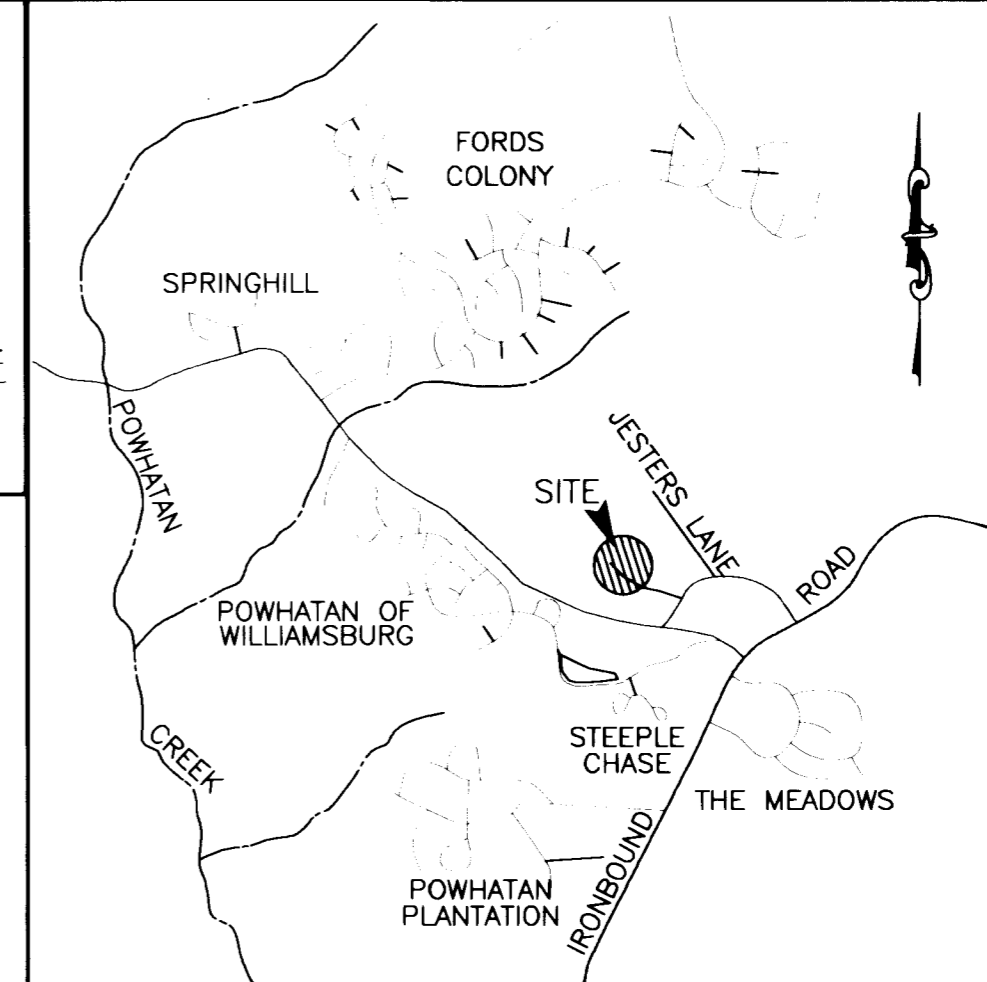 FORDS
COLONY
SPRINGHILL
JESTERS LANE
POWHATAN
SITE
ROAD
POWHATAN OF
WILLIAMSBURG
CREEK
STEEPLE
CHASE
THE MEADOWS
IRONBOUND
POWHATAN
PLANTATION